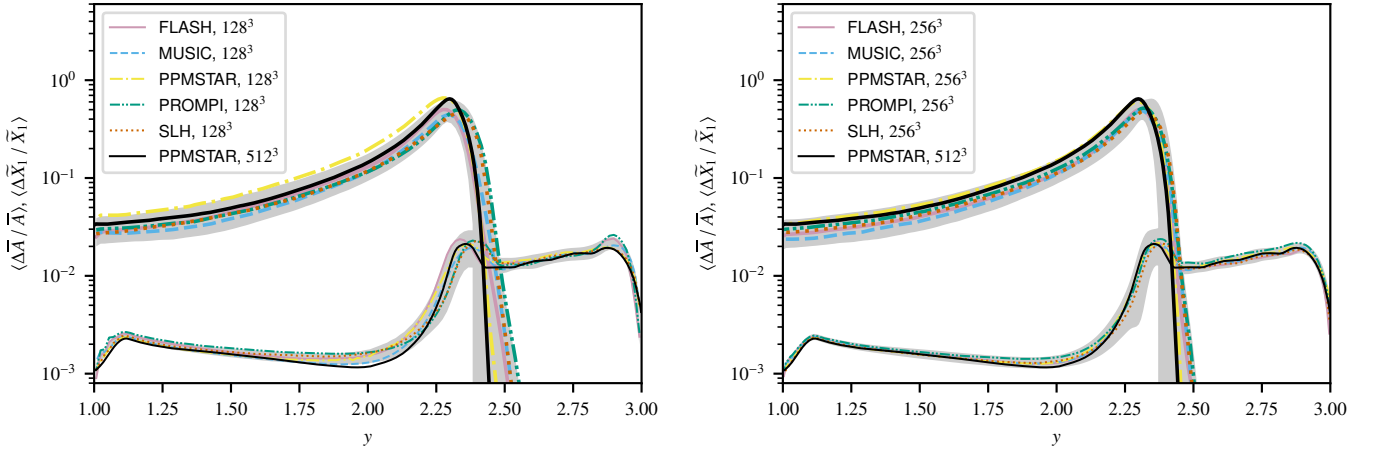 FLASH, 128³
MUSIC, 128³
PPMSTAR, 128³
PROMPI, 128³
SLH, 128³
PPMSTAR, 512³
⟨ΔA̅ / A̅⟩, ⟨ΔX̃₁ / X̃₁⟩
10⁰
10⁻¹
10⁻²
10⁻³
1.00 1.25 1.50 1.75 2.00 2.25 2.50 2.75 3.00
y
FLASH, 256³
MUSIC, 256³
PPMSTAR, 256³
PROMPI, 256³
SLH, 256³
PPMSTAR, 512³
⟨ΔA̅ / A̅⟩, ⟨ΔX̃₁ / X̃₁⟩
10⁰
10⁻¹
10⁻²
10⁻³
1.00 1.25 1.50 1.75 2.00 2.25 2.50 2.75 3.00
y